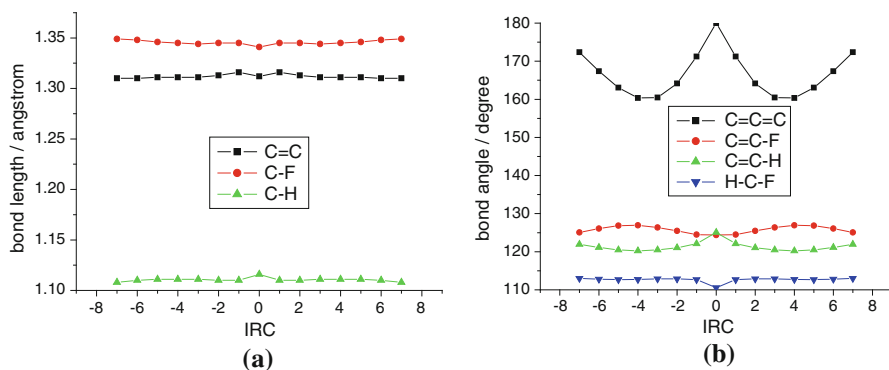 bond length / angstrom
1.35
1.30
1.25
1.20
1.15
1.10
C=C
C-F
C-H
-8 -6 -4 -2 0 2 4 6 8
IRC
(a)
bond angle / degree
180
170
160
150
140
130
120
110
C=C=C
C=C-F
C=C-H
H-C-F
-8 -6 -4 -2 0 2 4 6 8
IRC
(b)